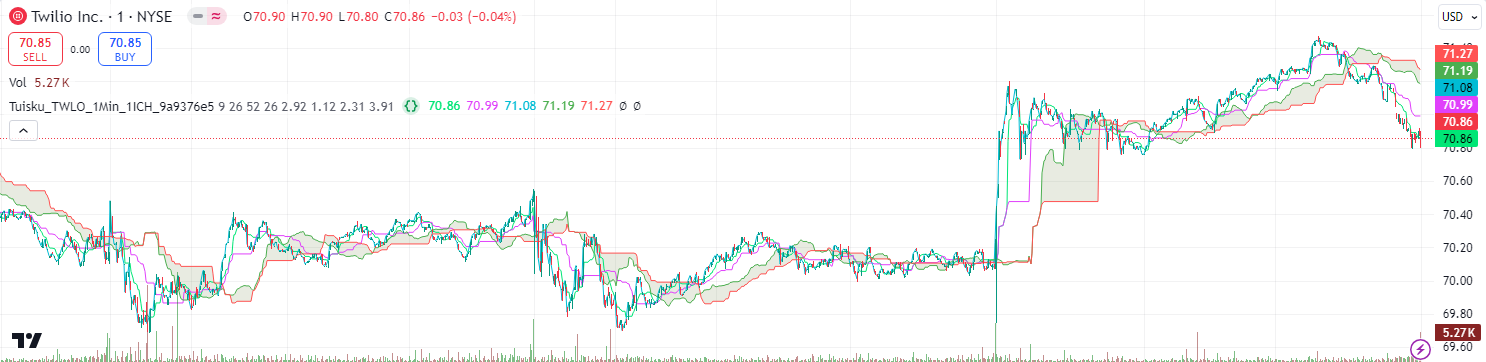 Twilio Inc. · 1 · NYSE O70.90 H70.90 L70.80 C70.86 −0.03 (−0.04%)
USD
70.85 SELL 0.00 70.85 BUY
Vol 5.27 K
Tuisku_TWLO_1Min_1ICH_9a9376e5 9 26 52 26 2.92 1.12 2.31 3.91 {} 70.86 70.99 71.08 71.19 71.27 Ø Ø
71.27
71.19
71.08
70.99
70.86
70.86
70.80
70.60
70.40
70.20
70.00
69.80
5.27 K
69.60